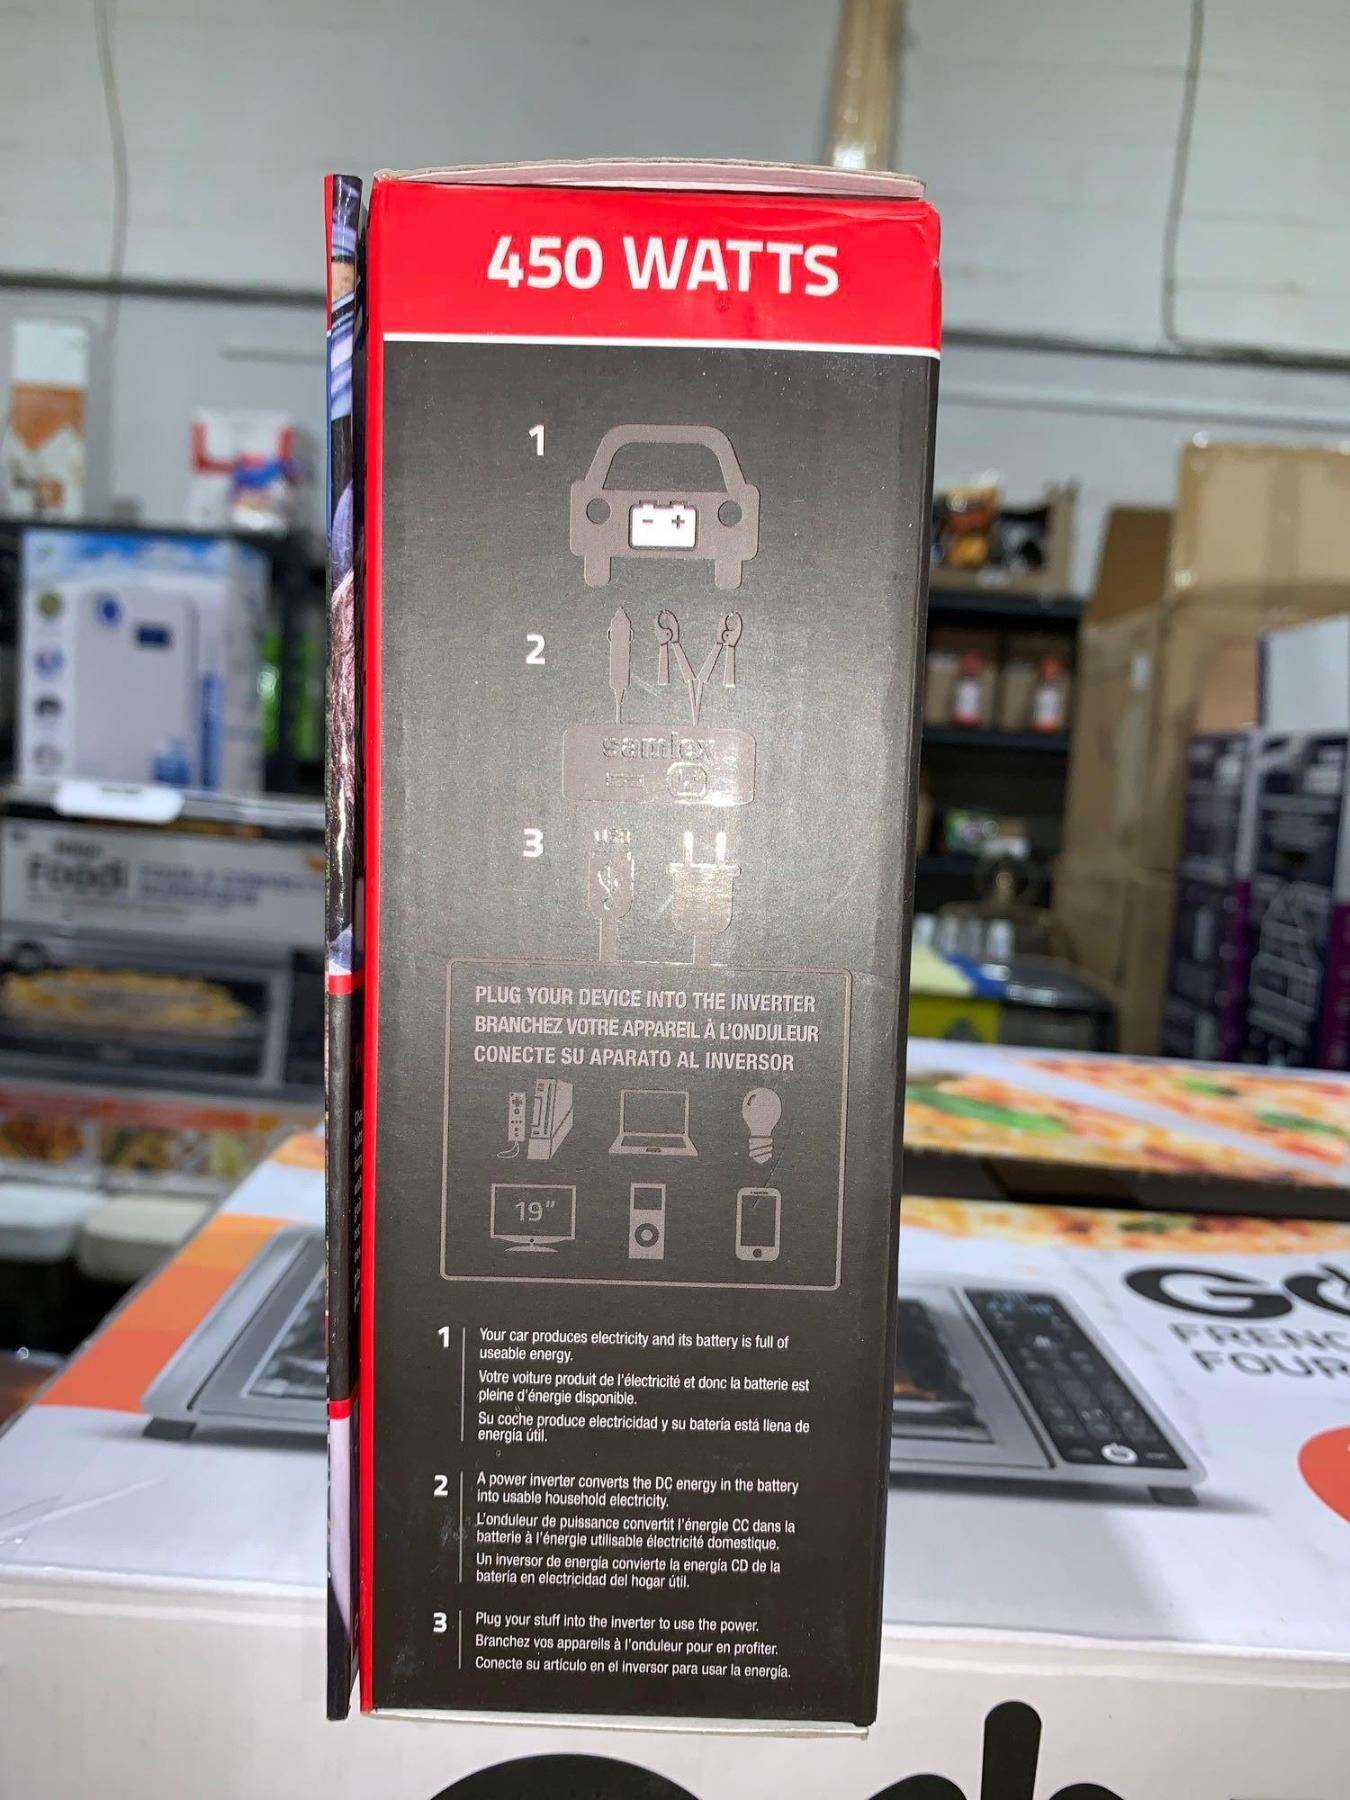 450 WATTS
1
- +
2
samlex
3
USB
PLUG YOUR DEVICE INTO THE INVERTER
BRANCHEZ VOTRE APPAREIL À L'ONDULEUR
CONECTE SU APARATO AL INVERSOR
19"
1
Your car produces electricity and its battery is full of
useable energy.
Votre voiture produit de l'électricité et donc la batterie est
pleine d'énergie disponible.
Su coche produce electricidad y su batería está llena de
energía útil.
2
A power inverter converts the DC energy in the battery
into usable household electricity.
L'onduleur de puissance convertit l'énergie CC dans la
batterie à l'énergie utilisable électricité domestique.
Un inversor de energía convierte la energía CD de la
batería en electricidad del hogar útil.
3
Plug your stuff into the inverter to use the power.
Branchez vos appareils à l'onduleur pour en profiter.
Conecte su artículo en el inversor para usar la energía.
Foodi